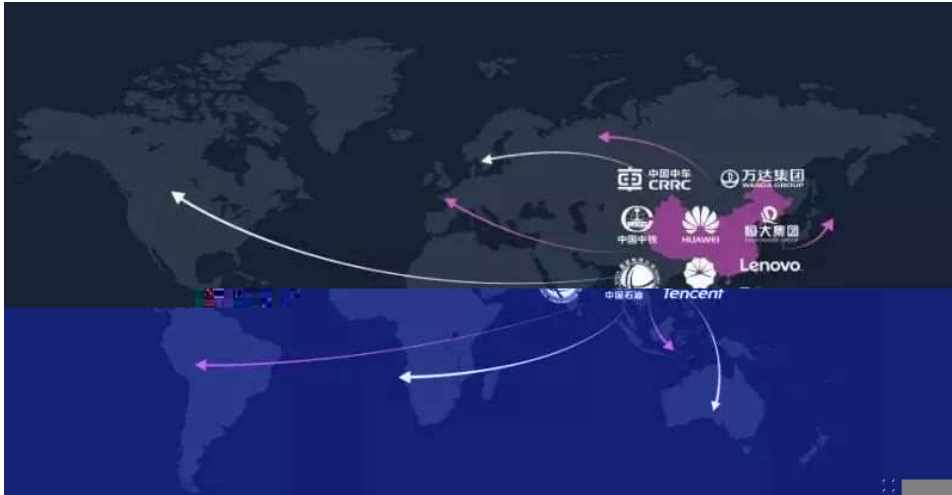 中国中车
CRRC
万达集团
WANDA GROUP
中国中铁
HUAWEI
恒大集团
Lenovo
中国石油
Tencent